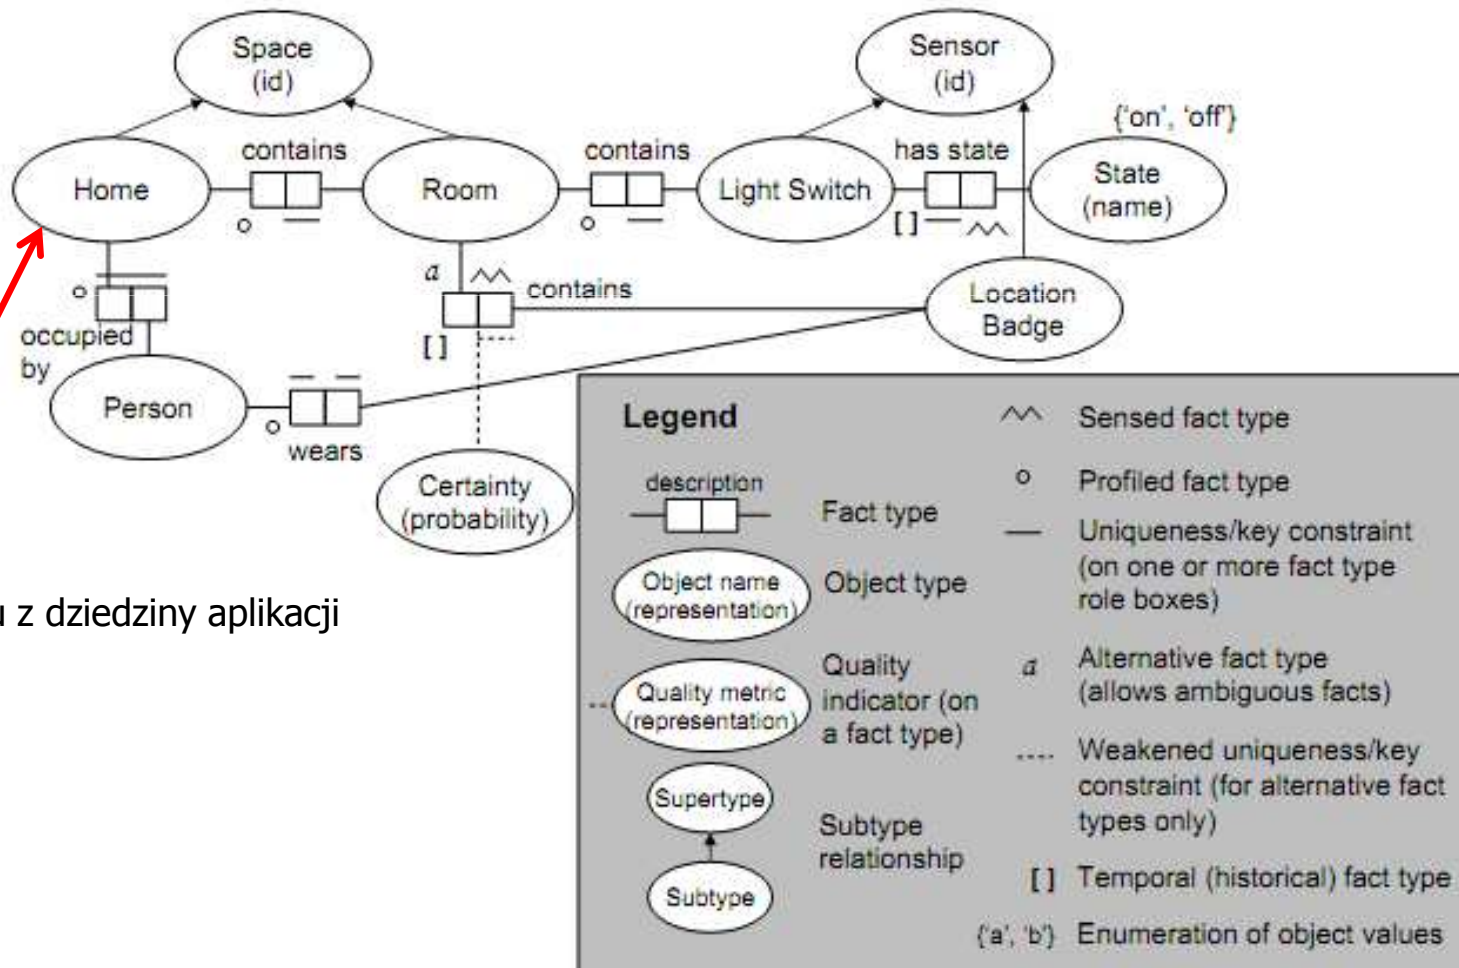 Space
(id)
Sensor
(id)
{'on', 'off'}
contains
contains
has state
Home
Room
Light Switch
State
(name)
[ ]
a
contains
Location
Badge
occupied
by
[ ]
Person
wears
Certainty
(probability)
u z dziedziny aplikacji
Legend
description
Fact type
Object name
(representation)
Object type
Quality metric
(representation)
Quality
indicator (on
a fact type)
Supertype
Subtype
Subtype
relationship
Sensed fact type
Profiled fact type
Uniqueness/key constraint
(on one or more fact type
role boxes)
a
Alternative fact type
(allows ambiguous facts)
Weakened uniqueness/key
constraint (for alternative fact
types only)
[ ] Temporal (historical) fact type
{'a', 'b'} Enumeration of object values